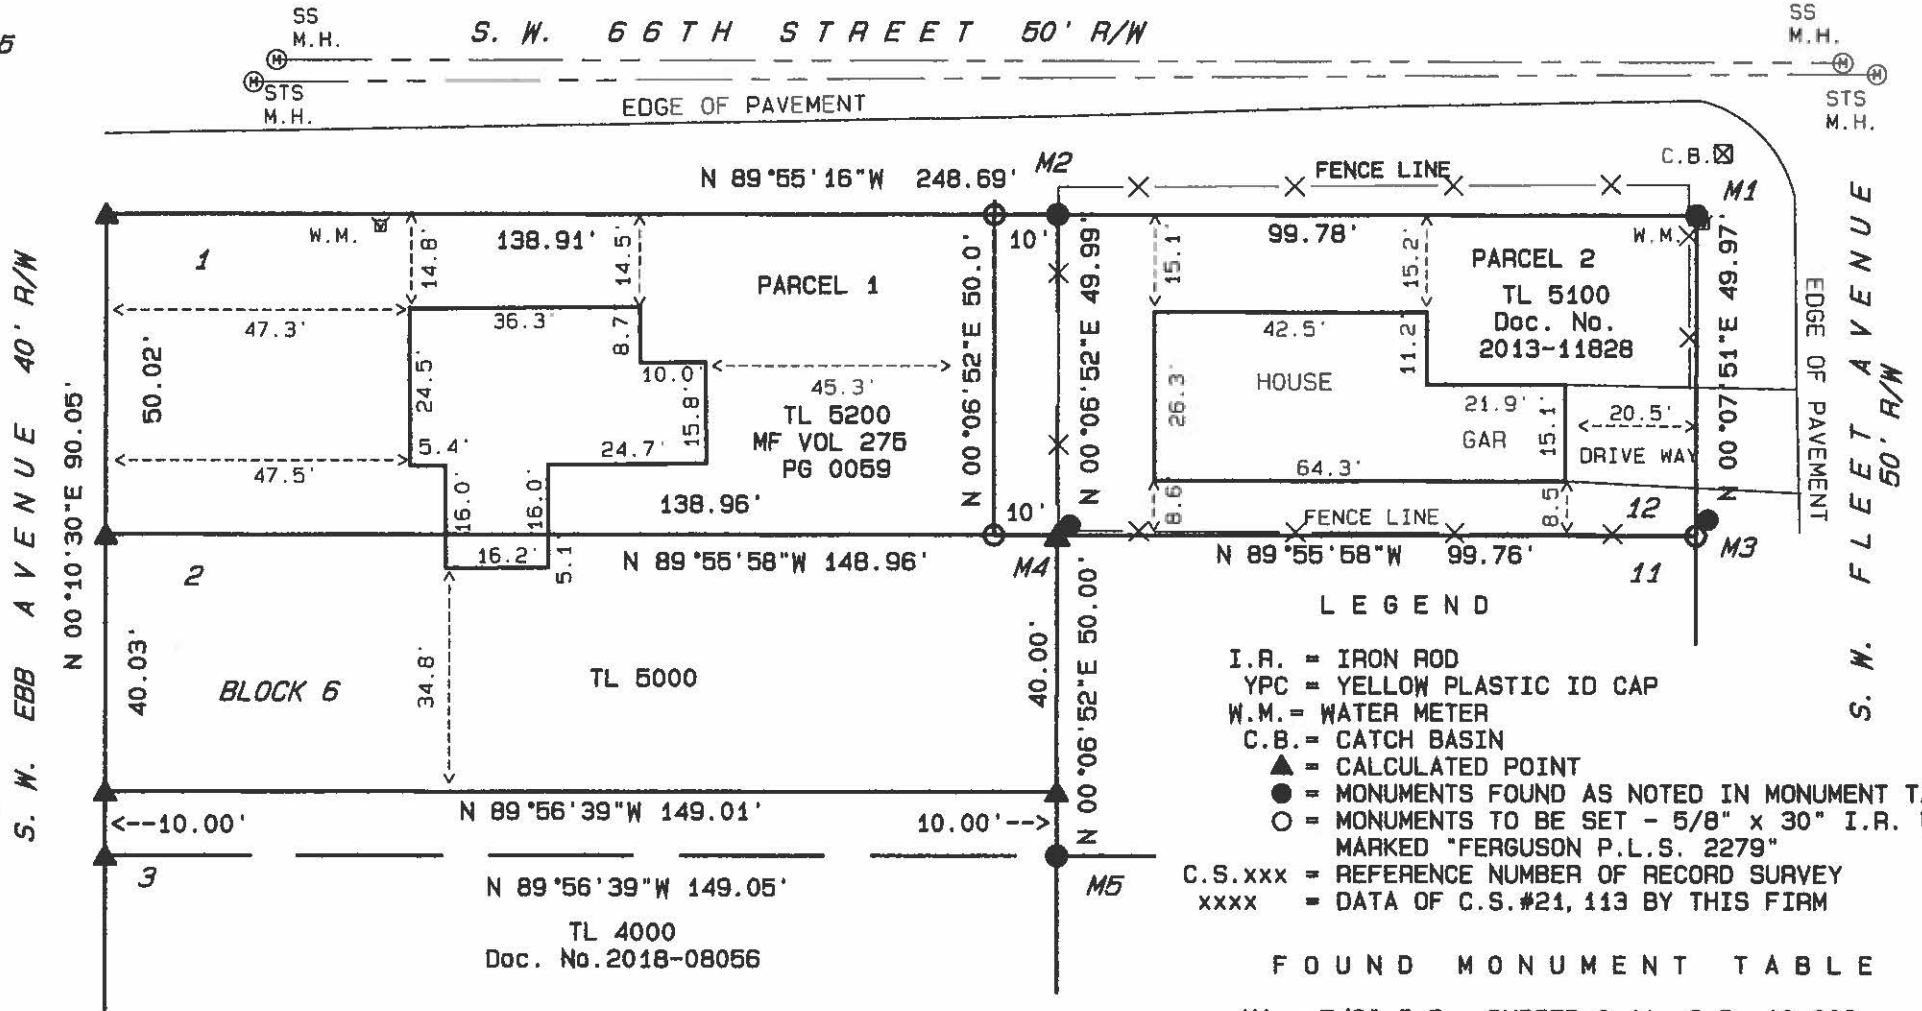 5
SS
M.H.
S. W. 66TH STREET 50' R/W
SS
M.H.
M
M
M
M
STS
M.H.
EDGE OF PAVEMENT
STS
M.H.
C.B.
N 89°55'16"W 248.69'
M2
FENCE LINE
M1
W.M.
138.91'
10'
99.78'
W.M.
1
14.8'
14.5'
PARCEL 1
15.1'
15.2'
PARCEL 2
TL 5100
Doc. No.
2013-11828
47.3'
36.3'
8.7'
42.5'
11.2'
50.02'
24.5'
10.0'
45.3'
HOUSE
26.3'
TL 5200
MF VOL 275
PG 0059
15.8'
21.9'
GAR
15.1'
20.5'
DRIVE WAY
5.4'
24.7'
47.5'
64.3'
N 00°06'52"E 50.0'
N 00°06'52"E 49.99'
N 00°07'51"E 49.97'
EDGE OF PAVEMENT
S. W. FLEET AVENUE
50' R/W
S. W. EBB AVENUE 40' R/W
N 00°10'30"E 90.05'
16.0'
16.0'
138.96'
10'
8.6'
FENCE LINE
8.5'
12
2
16.2'
5.1'
N 89°55'58"W 148.96'
M4
N 89°55'58"W 99.76'
11
M3
40.03'
BLOCK 6
34.8'
TL 5000
40.00'
N 00°06'52"E 50.00'
<--10.00'
N 89°56'39"W 149.01'
10.00'-->
3
N 89°56'39"W 149.05'
M5
TL 4000
Doc. No.2018-08056
LEGEND
I.R. = IRON ROD
YPC = YELLOW PLASTIC ID CAP
W.M.= WATER METER
C.B.= CATCH BASIN
▲ = CALCULATED POINT
● = MONUMENTS FOUND AS NOTED IN MONUMENT
○ = MONUMENTS TO BE SET - 5/8" x 30" I.R.
MARKED "FERGUSON P.L.S. 2279"
C.S.xxx = REFERENCE NUMBER OF RECORD SURVEY
xxxx = DATA OF C.S.#21,113 BY THIS FIRM
FOUND MONUMENT TABLE